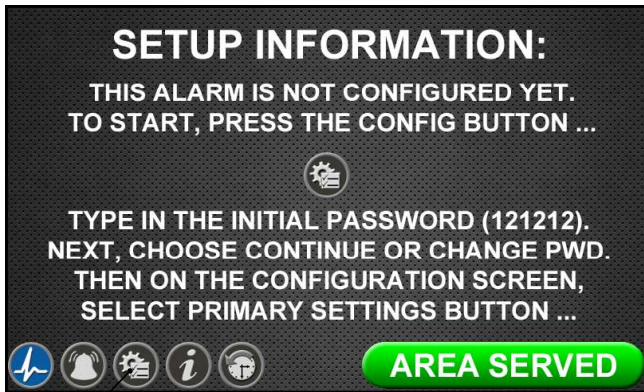 SETUP INFORMATION:
THIS ALARM IS NOT CONFIGURED YET.
TO START, PRESS THE CONFIG BUTTON ...
TYPE IN THE INITIAL PASSWORD (121212).
NEXT, CHOOSE CONTINUE OR CHANGE PWD.
THEN ON THE CONFIGURATION SCREEN,
SELECT PRIMARY SETTINGS BUTTON ...
i
AREA SERVED